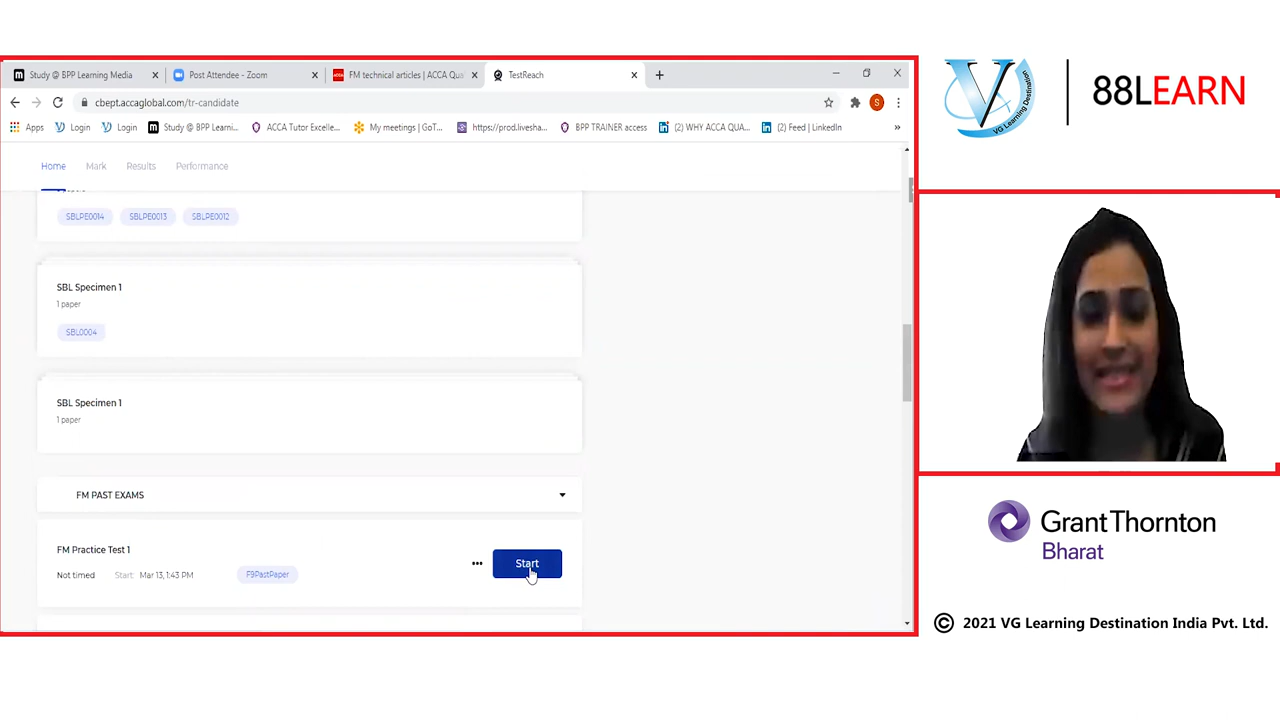 Study @ BPP Learning Media
Post Attendee - Zoom
FM technical articles | ACCA Qua
TestReach
cbept.accaglobal.com/tr-candidate
Apps
Login
Login
Study @ BPP Learni...
ACCA Tutor Excelle...
My meetings | GoT...
https://prod.livesha...
BPP TRAINER access
(2) WHY ACCA QUA...
(2) Feed | LinkedIn
Home
Mark
Results
Performance
SBLPE0014
SBLPE0013
SBLPE0012
SBL Specimen 1
1 paper
SBL0004
SBL Specimen 1
1 paper
FM PAST EXAMS
FM Practice Test 1
Not timed
Start: Mar 13, 1:43 PM
F9PastPaper
Start
V
VG Learning Destination
88LEARN
Grant Thornton
Bharat
© 2021 VG Learning Destination India Pvt. Ltd.